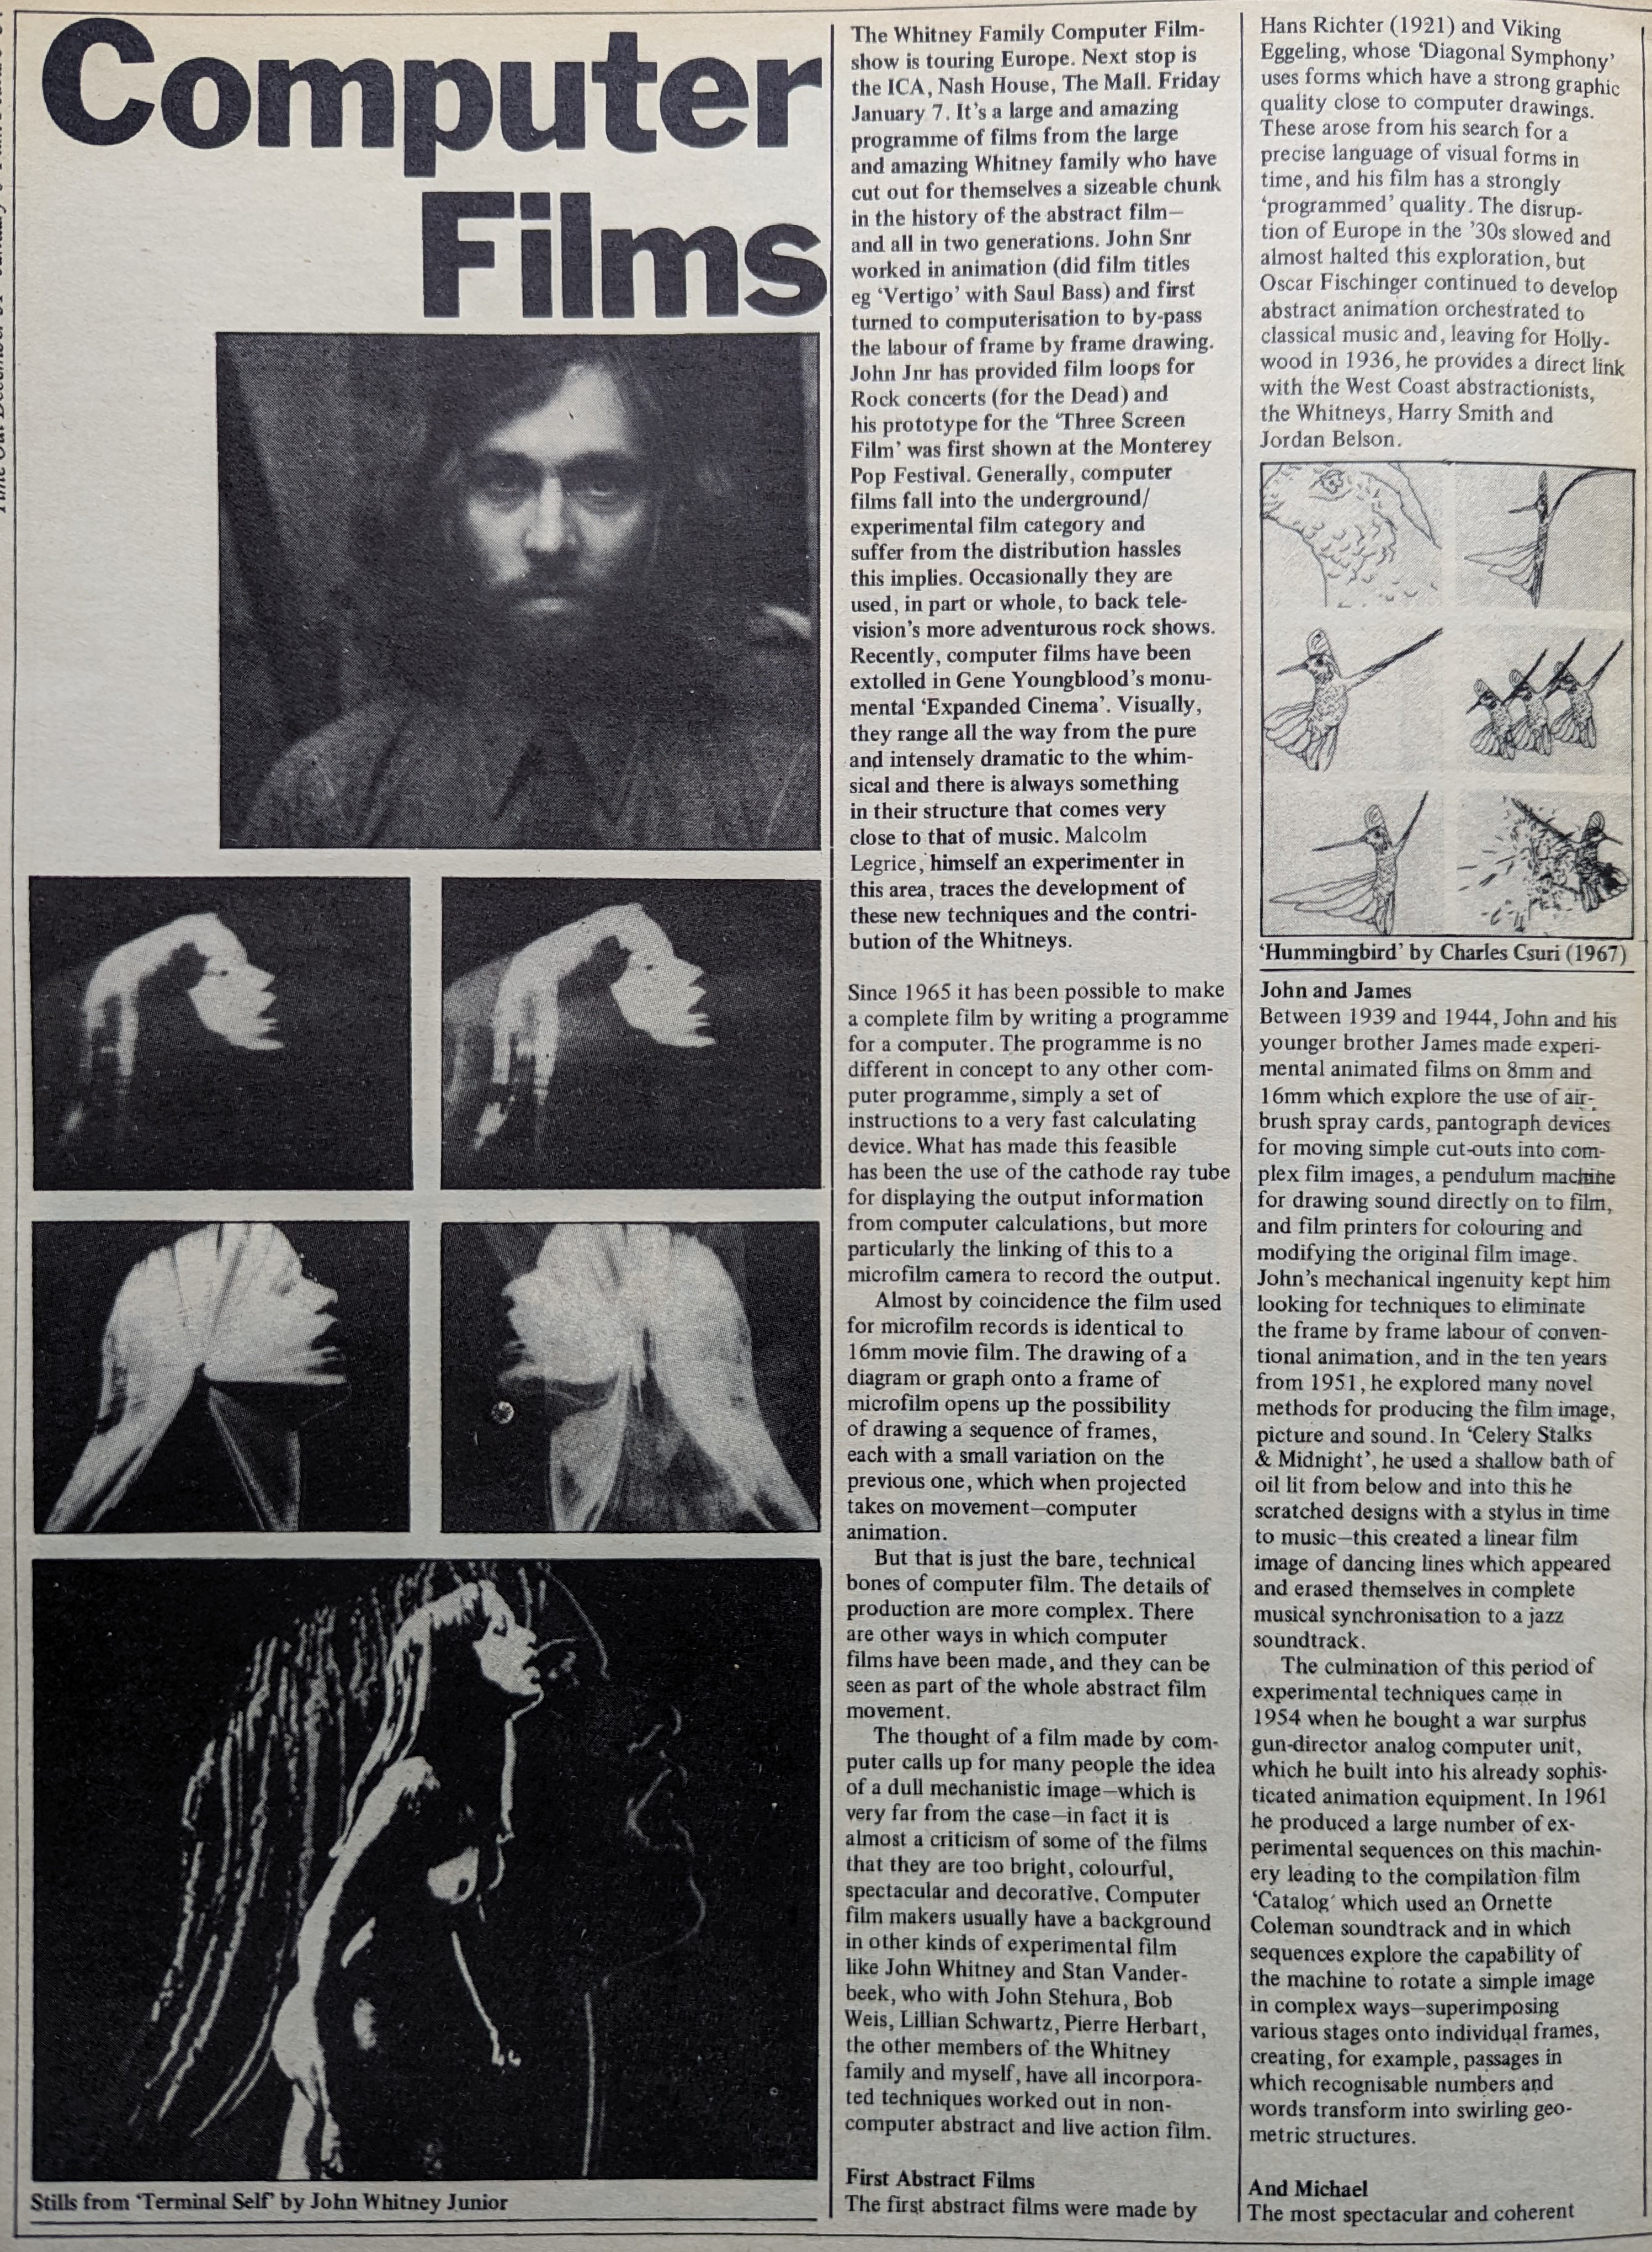 Computer
Films
Stills from ‘Terminal Self’ by John Whitney Junior
The Whitney Family Computer Film-
show is touring Europe. Next stop is
the ICA, Nash House, The Mall. Friday
January 7. It’s a large and amazing
programme of films from the large
and amazing Whitney family who have
cut out for themselves a sizeable chunk
in the history of the abstract film—
and all in two generations. John Snr
worked in animation (did film titles
eg ‘Vertigo’ with Saul Bass) and first
turned to computerisation to by-pass
the labour of frame by frame drawing.
John Jnr has provided film loops for
Rock concerts (for the Dead) and
his prototype for the ‘Three Screen
Film’ was first shown at the Monterey
Pop Festival. Generally, computer
films fall into the underground/
experimental film category and
suffer from the distribution hassles
this implies. Occasionally they are
used, in part or whole, to back tele-
vision’s more adventurous rock shows.
Recently, computer films have been
extolled in Gene Youngblood’s monu-
mental ‘Expanded Cinema’. Visually,
they range all the way from the pure
and intensely dramatic to the whim-
sical and there is always something
in their structure that comes very
close to that of music. Malcolm
Legrice, himself an experimenter in
this area, traces the development of
these new techniques and the contri-
bution of the Whitneys.
Since 1965 it has been possible to make
a complete film by writing a programme
for a computer. The programme is no
different in concept to any other com-
puter programme, simply a set of
instructions to a very fast calculating
device. What has made this feasible
has been the use of the cathode ray tube
for displaying the output information
from computer calculations, but more
particularly the linking of this to a
microfilm camera to record the output.
Almost by coincidence the film used
for microfilm records is identical to
16mm movie film. The drawing of a
diagram or graph onto a frame of
microfilm opens up the possibility
of drawing a sequence of frames,
each with a small variation on the
previous one, which when projected
takes on movement—computer
animation.
But that is just the bare, technical
bones of computer film. The details of
production are more complex. There
are other ways in which computer
films have been made, and they can be
seen as part of the whole abstract film
movement.
The thought of a film made by com-
puter calls up for many people the idea
of a dull mechanistic image—which is
very far from the case—in fact it is
almost a criticism of some of the films
that they are too bright, colourful,
spectacular and decorative. Computer
film makers usually have a background
in other kinds of experimental film
like John Whitney and Stan Vander-
beek, who with John Stehura, Bob
Weis, Lillian Schwartz, Pierre Herbart,
the other members of the Whitney
family and myself, have all incorpora-
ted techniques worked out in non-
computer abstract and live action film.
First Abstract Films
The first abstract films were made by
Hans Richter (1921) and Viking
Eggeling, whose ‘Diagonal Symphony’
uses forms which have a strong graphic
quality close to computer drawings.
These arose from his search for a
precise language of visual forms in
time, and his film has a strongly
‘programmed’ quality. The disrup-
tion of Europe in the ’30s slowed and
almost halted this exploration, but
Oscar Fischinger continued to develop
abstract animation orchestrated to
classical music and, leaving for Holly-
wood in 1936, he provides a direct link
with the West Coast abstractionists,
the Whitneys, Harry Smith and
Jordan Belson.
‘Hummingbird’ by Charles Csuri (1967)
John and James
Between 1939 and 1944, John and his
younger brother James made experi-
mental animated films on 8mm and
16mm which explore the use of air-
brush spray cards, pantograph devices
for moving simple cut-outs into com-
plex film images, a pendulum machine
for drawing sound directly on to film,
and film printers for colouring and
modifying the original film image.
John’s mechanical ingenuity kept him
looking for techniques to eliminate
the frame by frame labour of conven-
tional animation, and in the ten years
from 1951, he explored many novel
methods for producing the film image,
picture and sound. In ‘Celery Stalks
& Midnight’, he used a shallow bath of
oil lit from below and into this he
scratched designs with a stylus in time
to music—this created a linear film
image of dancing lines which appeared
and erased themselves in complete
musical synchronisation to a jazz
soundtrack.
The culmination of this period of
experimental techniques came in
1954 when he bought a war surplus
gun-director analog computer unit,
which he built into his already sophis-
ticated animation equipment. In 1961
he produced a large number of ex-
perimental sequences on this machin-
ery leading to the compilation film
‘Catalog’ which used an Ornette
Coleman soundtrack and in which
sequences explore the capability of
the machine to rotate a simple image
in complex ways—superimposing
various stages onto individual frames,
creating, for example, passages in
which recognisable numbers and
words transform into swirling geo-
metric structures.
And Michael
The most spectacular and coherent